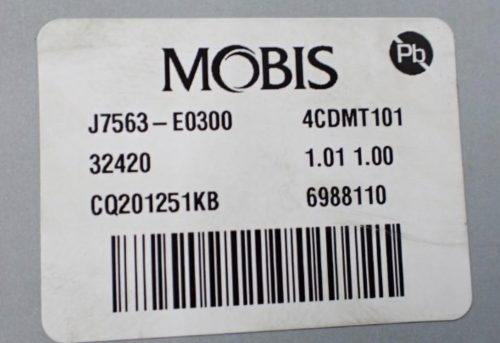 MOBIS
Pb
J7563-E0300 4CDMT101
32420 1.01 1.00
CQ201251KB 6988110